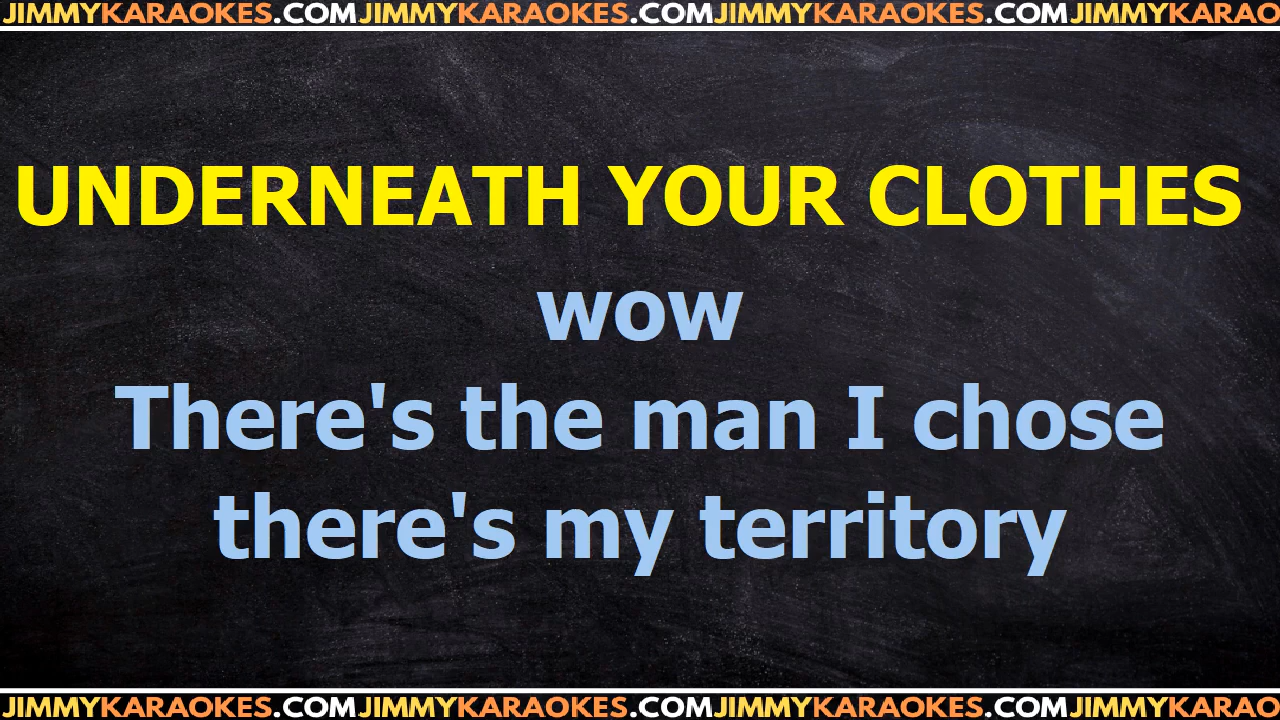 JIMMYKARAOKES.COMJIMMYKARAOKES.COMJIMMYKARAOKES.COMJIMMYKARAO
UNDERNEATH YOUR CLOTHES
wow
There's the man I chose
there's my territory
JIMMYKARAOKES.COMJIMMYKARAOKES.COMJIMMYKARAOKES.COMJIMMYKARAO